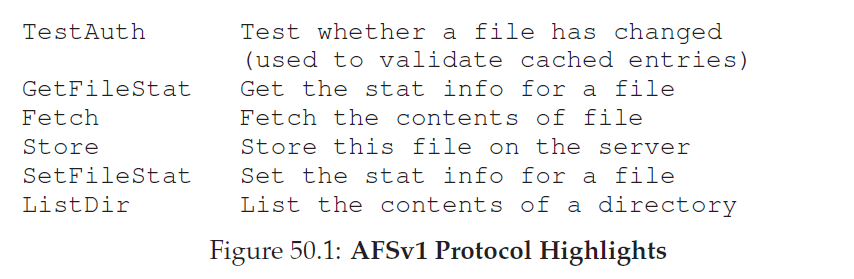 TestAuth Test whether a file has changed
(used to validate cached entries)
GetFileStat Get the stat info for a file
Fetch Fetch the contents of file
Store Store this file on the server
SetFileStat Set the stat info for a file
ListDir List the contents of a directory
Figure 50.1: AFSv1 Protocol Highlights